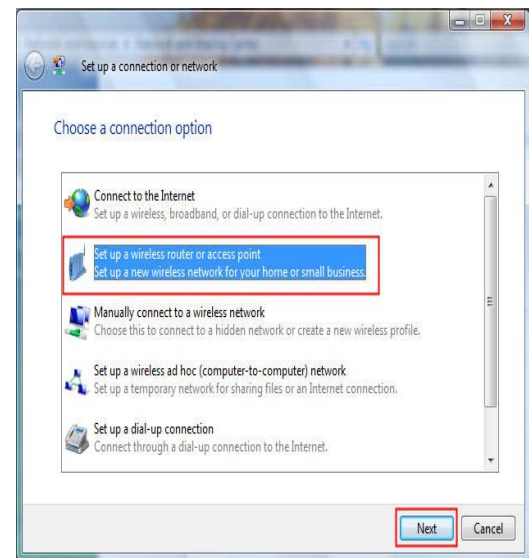 Set up a connection or network
Choose a connection option
Connect to the Internet
Set up a wireless, broadband, or dial-up connection to the Internet.
Set up a wireless router or access point
Set up a new wireless network for your home or small business.
Manually connect to a wireless network
Choose this to connect to a hidden network or create a new wireless profile.
Set up a wireless ad hoc (computer-to-computer) network
Set up a temporary network for sharing files or an Internet connection.
Set up a dial-up connection
Connect through a dial-up connection to the Internet.
Next
Cancel